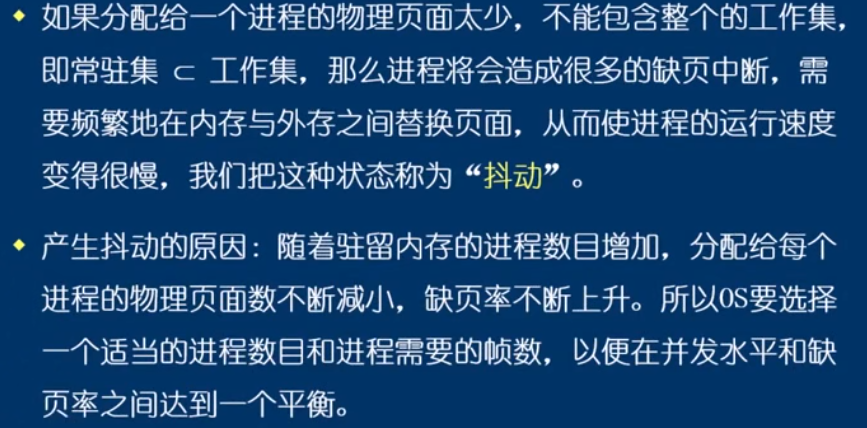 如果分配给一个进程的物理页面太少，不能包含整个的工作集，
即常驻集 ⊂ 工作集，那么进程将会造成很多的缺页中断，需
要频繁地在内存与外存之间替换页面，从而使进程的运行速度
变得很慢，我们把这种状态称为“抖动”。
产生抖动的原因：随着驻留内存的进程数目增加，分配给每个
进程的物理页面数不断减小，缺页率不断上升。所以OS要选择
一个适当的进程数目和进程需要的帧数，以便在并发水平和缺
页率之间达到一个平衡。